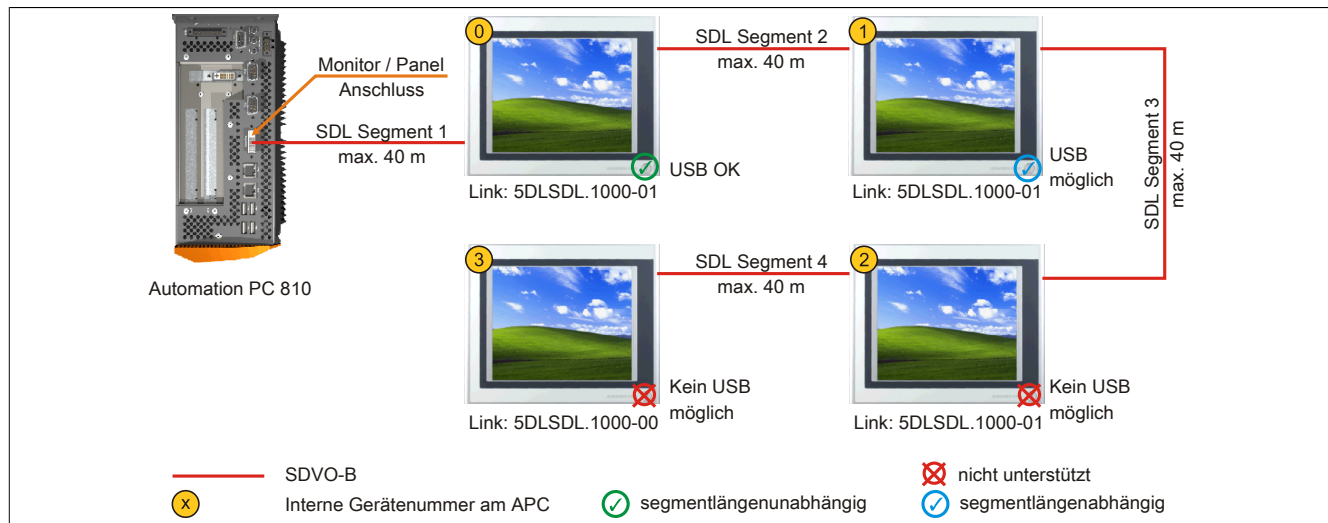 0
SDL Segment 2
max. 40 m
1
Monitor / Panel
Anschluss
SDL Segment 1
max. 40 m
USB OK
USB
möglich
Link: 5DLSDL.1000-01
Link: 5DLSDL.1000-01
SDL Segment 3
max. 40 m
Automation PC 810
3
SDL Segment 4
max. 40 m
2
Kein USB
möglich
Kein USB
möglich
Link: 5DLSDL.1000-00
Link: 5DLSDL.1000-01
SDVO-B
nicht unterstützt
x
Interne Gerätenummer am APC
segmentlängenunabhängig
segmentlängenabhängig